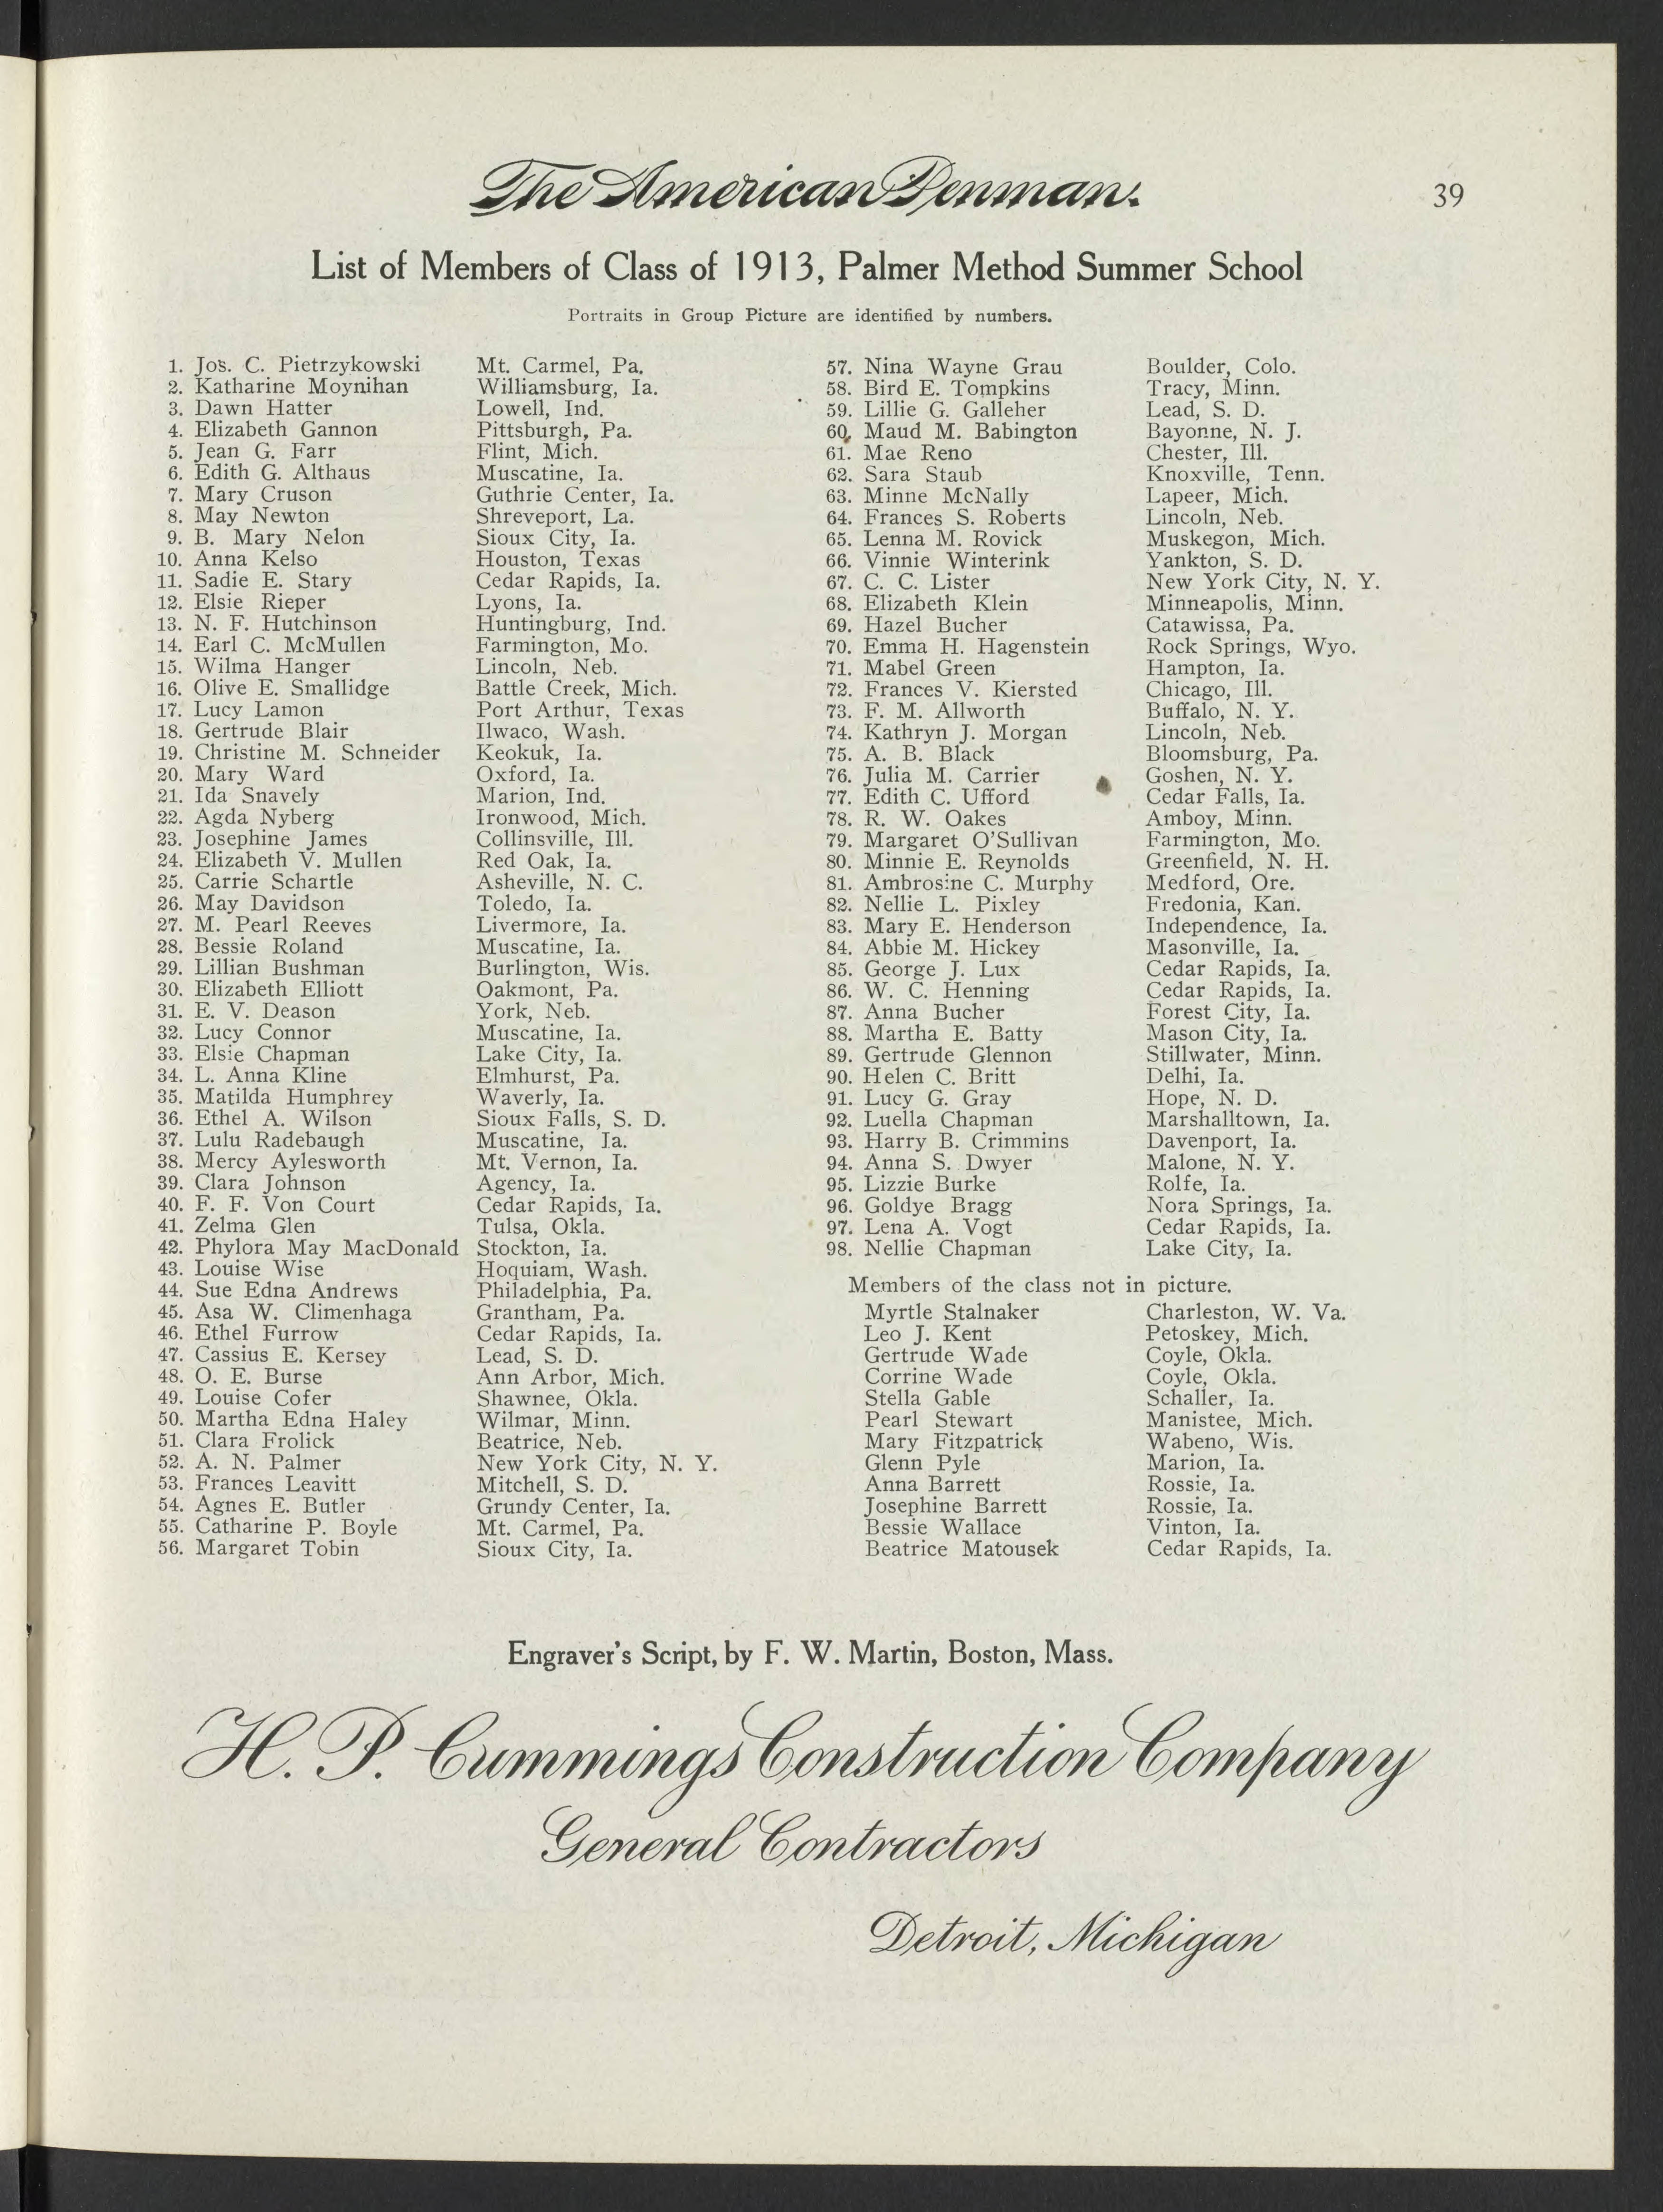 The American Penman.
39
List of Members of Class of 1913, Palmer Method Summer School
Portraits in Group Picture are identified by numbers.
1. Jos. C. Pietrzykowski Mt. Carmel, Pa.
2. Katharine Moynihan Williamsburg, Ia.
3. Dawn Hatter Lowell, Ind.
4. Elizabeth Gannon Pittsburgh, Pa.
5. Jean G. Farr Flint, Mich.
6. Edith G. Althaus Muscatine, Ia.
7. Mary Cruson Guthrie Center, Ia.
8. May Newton Shreveport, La.
9. B. Mary Nelon Sioux City, Ia.
10. Anna Kelso Houston, Texas
11. Sadie E. Stary Cedar Rapids, Ia.
12. Elsie Rieper Lyons, Ia.
13. N. F. Hutchinson Huntingburg, Ind.
14. Earl C. McMullen Farmington, Mo.
15. Wilma Hanger Lincoln, Neb.
16. Olive E. Smallidge Battle Creek, Mich.
17. Lucy Lamon Port Arthur, Texas
18. Gertrude Blair Ilwaco, Wash.
19. Christine M. Schneider Keokuk, Ia.
20. Mary Ward Oxford, Ia.
21. Ida Snavely Marion, Ind.
22. Agda Nyberg Ironwood, Mich.
23. Josephine James Collinsville, Ill.
24. Elizabeth V. Mullen Red Oak, Ia.
25. Carrie Schartle Asheville, N. C.
26. May Davidson Toledo, Ia.
27. M. Pearl Reeves Livermore, Ia.
28. Bessie Roland Muscatine, Ia.
29. Lillian Bushman Burlington, Wis.
30. Elizabeth Elliott Oakmont, Pa.
31. E. V. Deason York, Neb.
32. Lucy Connor Muscatine, Ia.
33. Elsie Chapman Lake City, Ia.
34. L. Anna Kline Elmhurst, Pa.
35. Matilda Humphrey Waverly, Ia.
36. Ethel A. Wilson Sioux Falls, S. D.
37. Lulu Radebaugh Muscatine, Ia.
38. Mercy Aylesworth Mt. Vernon, Ia.
39. Clara Johnson Agency, Ia.
40. F. F. Von Court Cedar Rapids, Ia.
41. Zelma Glen Tulsa, Okla.
42. Phylora May MacDonald Stockton, Ia.
43. Louise Wise Hoquiam, Wash.
44. Sue Edna Andrews Philadelphia, Pa.
45. Asa W. Climenhaga Grantham, Pa.
46. Ethel Furrow Cedar Rapids, Ia.
47. Cassius E. Kersey Lead, S. D.
48. O. E. Burse Ann Arbor, Mich.
49. Louise Cofer Shawnee, Okla.
50. Martha Edna Haley Wilmar, Minn.
51. Clara Frolick Beatrice, Neb.
52. A. N. Palmer New York City, N. Y.
53. Frances Leavitt Mitchell, S. D.
54. Agnes E. Butler Grundy Center, Ia.
55. Catharine P. Boyle Mt. Carmel, Pa.
56. Margaret Tobin Sioux City, Ia.
57. Nina Wayne Grau Boulder, Colo.
58. Bird E. Tompkins Tracy, Minn.
59. Lillie G. Galleher Lead, S. D.
60. Maud M. Babington Bayonne, N. J.
61. Mae Reno Chester, Ill.
62. Sara Staub Knoxville, Tenn.
63. Minne McNally Lapeer, Mich.
64. Frances S. Roberts Lincoln, Neb.
65. Lenna M. Rovick Muskegon, Mich.
66. Vinnie Winterink Yankton, S. D.
67. C. C. Lister New York City, N. Y.
68. Elizabeth Klein Minneapolis, Minn.
69. Hazel Bucher Catawissa, Pa.
70. Emma H. Hagenstein Rock Springs, Wyo.
71. Mabel Green Hampton, Ia.
72. Frances V. Kiersted Chicago, Ill.
73. F. M. Allworth Buffalo, N. Y.
74. Kathryn J. Morgan Lincoln, Neb.
75. A. B. Black Bloomsburg, Pa.
76. Julia M. Carrier Goshen, N. Y.
77. Edith C. Ufford Cedar Falls, Ia.
78. R. W. Oakes Amboy, Minn.
79. Margaret O'Sullivan Farmington, Mo.
80. Minnie E. Reynolds Greenfield, N. H.
81. Ambrosine C. Murphy Medford, Ore.
82. Nellie L. Pixley Fredonia, Kan.
83. Mary E. Henderson Independence, Ia.
84. Abbie M. Hickey Masonville, Ia.
85. George J. Lux Cedar Rapids, Ia.
86. W. C. Henning Cedar Rapids, Ia.
87. Anna Bucher Forest City, Ia.
88. Martha E. Batty Mason City, Ia.
89. Gertrude Glennon Stillwater, Minn.
90. Helen C. Britt Delhi, Ia.
91. Lucy G. Gray Hope, N. D.
92. Luella Chapman Marshalltown, Ia.
93. Harry B. Crimmins Davenport, Ia.
94. Anna S. Dwyer Malone, N. Y.
95. Lizzie Burke Rolfe, Ia.
96. Goldye Bragg Nora Springs, Ia.
97. Lena A. Vogt Cedar Rapids, Ia.
98. Nellie Chapman Lake City, Ia.
Members of the class not in picture.
Myrtle Stalnaker Charleston, W. Va.
Leo J. Kent Petoskey, Mich.
Gertrude Wade Coyle, Okla.
Corrine Wade Coyle, Okla.
Stella Gable Schaller, Ia.
Pearl Stewart Manistee, Mich.
Mary Fitzpatrick Wabeno, Wis.
Glenn Pyle Marion, Ia.
Anna Barrett Rossie, Ia.
Josephine Barrett Rossie, Ia.
Bessie Wallace Vinton, Ia.
Beatrice Matousek Cedar Rapids, Ia.
Engraver's Script, by F. W. Martin, Boston, Mass.
H. P. Cummings Construction Company
General Contractors
Detroit, Michigan